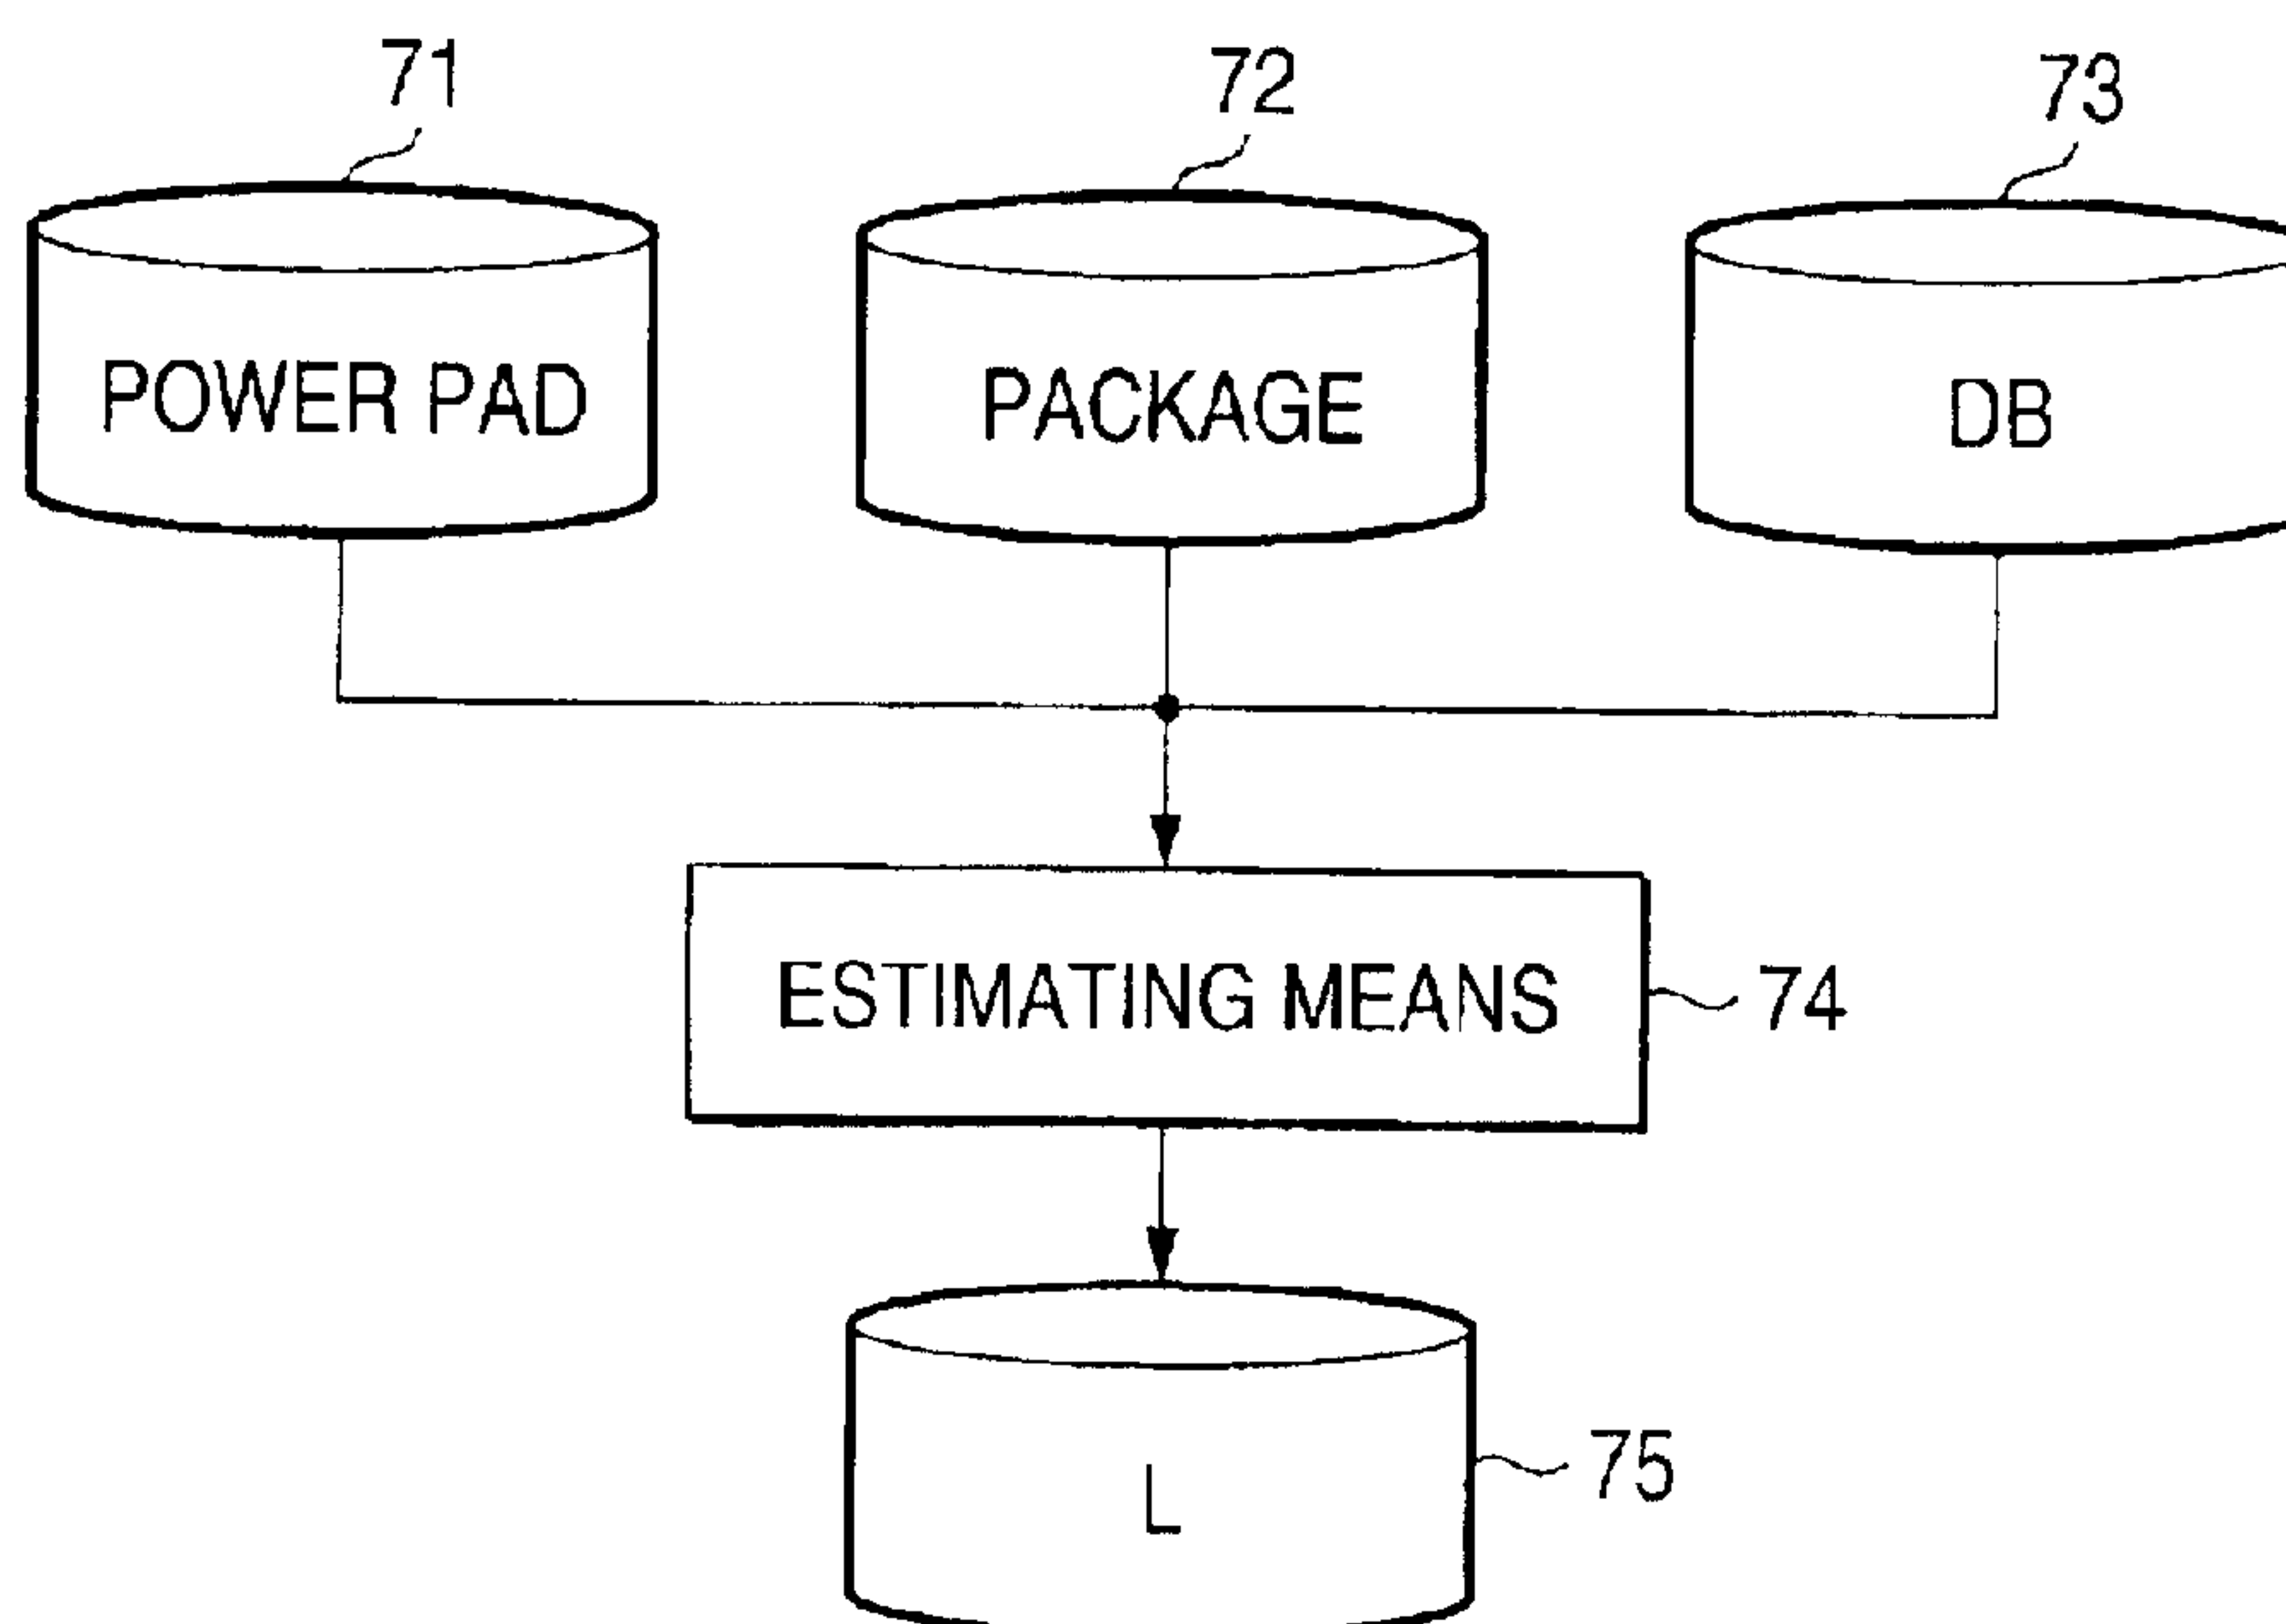 71
72
73
POWER PAD
PACKAGE
DB
ESTIMATING MEANS
74
L
75